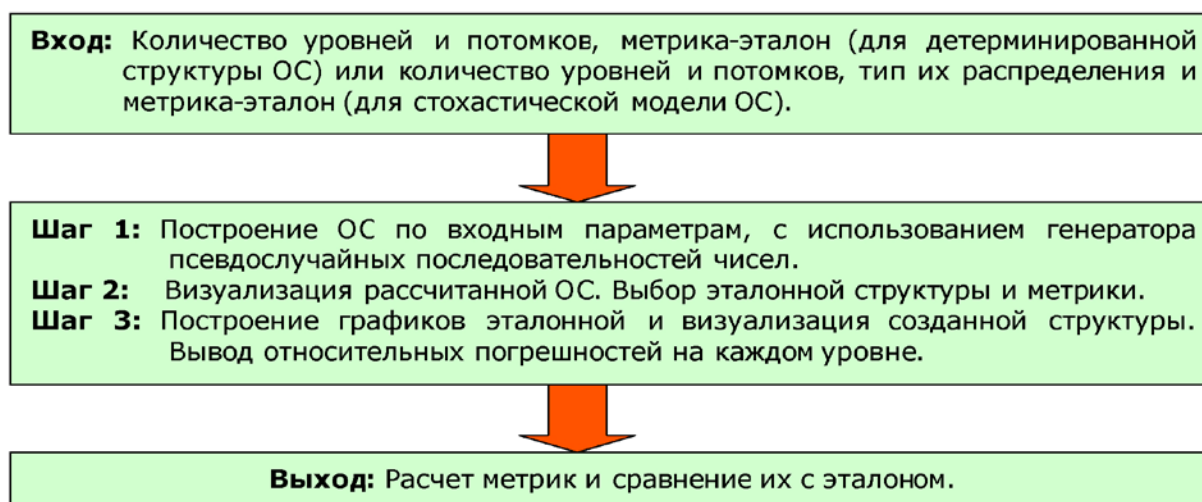 Вход: Количество уровней и потомков, метрика-эталон (для детерминированной
структуры ОС) или количество уровней и потомков, тип их распределения и
метрика-эталон (для стохастической модели ОС).
Шаг 1: Построение ОС по входным параметрам, с использованием генератора
псевдослучайных последовательностей чисел.
Шаг 2: Визуализация рассчитанной ОС. Выбор эталонной структуры и метрики.
Шаг 3: Построение графиков эталонной и визуализация созданной структуры.
Вывод относительных погрешностей на каждом уровне.
Выход: Расчет метрик и сравнение их с эталоном.